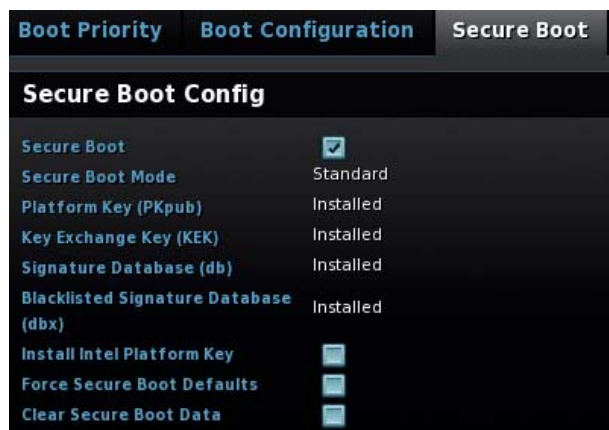 Boot Priority Boot Configuration Secure Boot
Secure Boot Config
Secure Boot
Secure Boot Mode Standard
Platform Key (PKpub) Installed
Key Exchange Key (KEK) Installed
Signature Database (db) Installed
Blacklisted Signature Database
(dbx) Installed
Install Intel Platform Key
Force Secure Boot Defaults
Clear Secure Boot Data